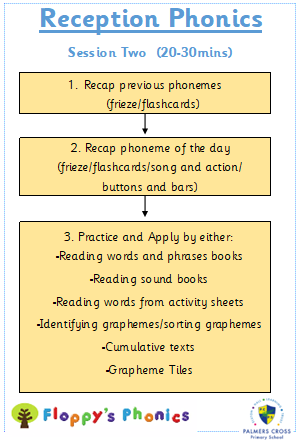 Reception Phonics
Session Two (20-30mins)
1. Recap previous phonemes
(frieze/flashcards)
2. Recap phoneme of the day
(frieze/flashcards/song and action/
buttons and bars)
3. Practice and Apply by either:
-Reading words and phrases books
-Reading sound books
-Reading words from activity sheets
-Identifying graphemes/sorting graphemes
-Cumulative texts
-Grapheme Tiles
Floppy's Phonics
PALMERS CROSS
Primary School